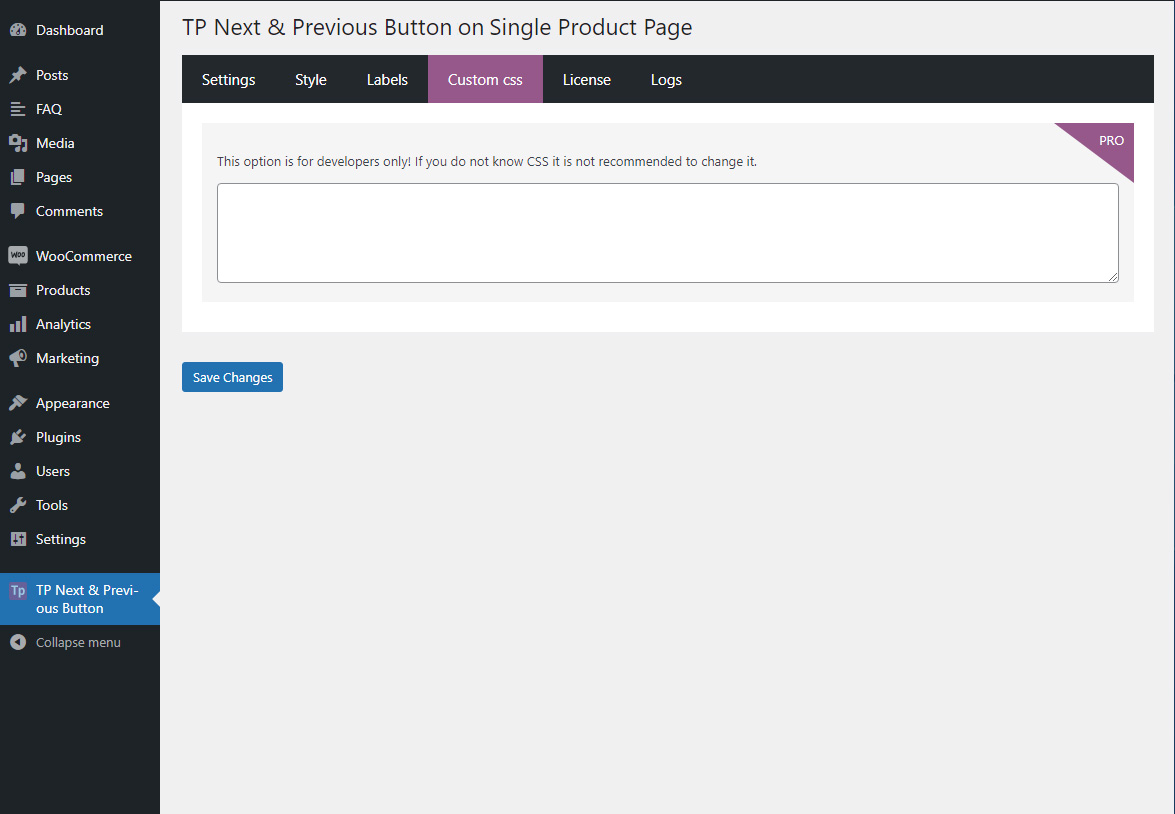 Dashboard
Posts
FAQ
Media
Pages
Comments
Woo WooCommerce
Products
Analytics
Marketing
Appearance
Plugins
Users
Tools
Settings
Tp TP Next & Previ-
ous Button
Collapse menu
TP Next & Previous Button on Single Product Page
Settings Style Labels Custom css License Logs
PRO
This option is for developers only! If you do not know CSS it is not recommended to change it.
Save Changes